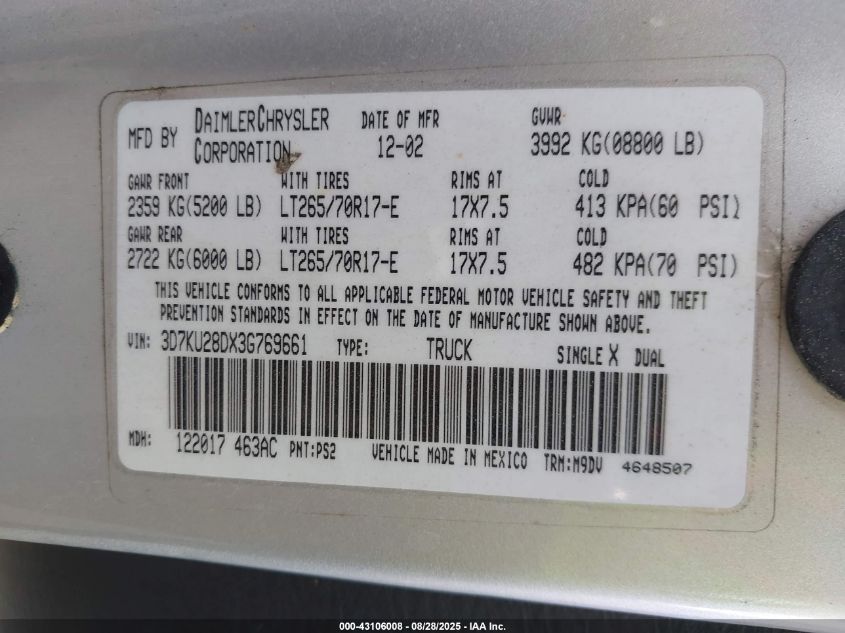 MFD BY DAIMLERCHRYSLER CORPORATION DATE OF MFR 12-02 GVWR 3992 KG(08800 LB)
GAWR FRONT WITH TIRES RIMS AT COLD
2359 KG(5200 LB) LT265/70R17-E 17X7.5 413 KPA(60 PSI)
GAWR REAR WITH TIRES RIMS AT COLD
2722 KG(6000 LB) LT265/70R17-E 17X7.5 482 KPA(70 PSI)
THIS VEHICLE CONFORMS TO ALL APPLICABLE FEDERAL MOTOR VEHICLE SAFETY AND THEFT
PREVENTION STANDARDS IN EFFECT ON THE DATE OF MANUFACTURE SHOWN ABOVE.
VIN: 3D7KU28DX3G769661 TYPE: TRUCK SINGLE X DUAL
MDH: 122017 463AC PNT:PS2 VEHICLE MADE IN MEXICO TRM:M9DV 4648507
000-43106008 / 08/28/2025 - IAA Inc.